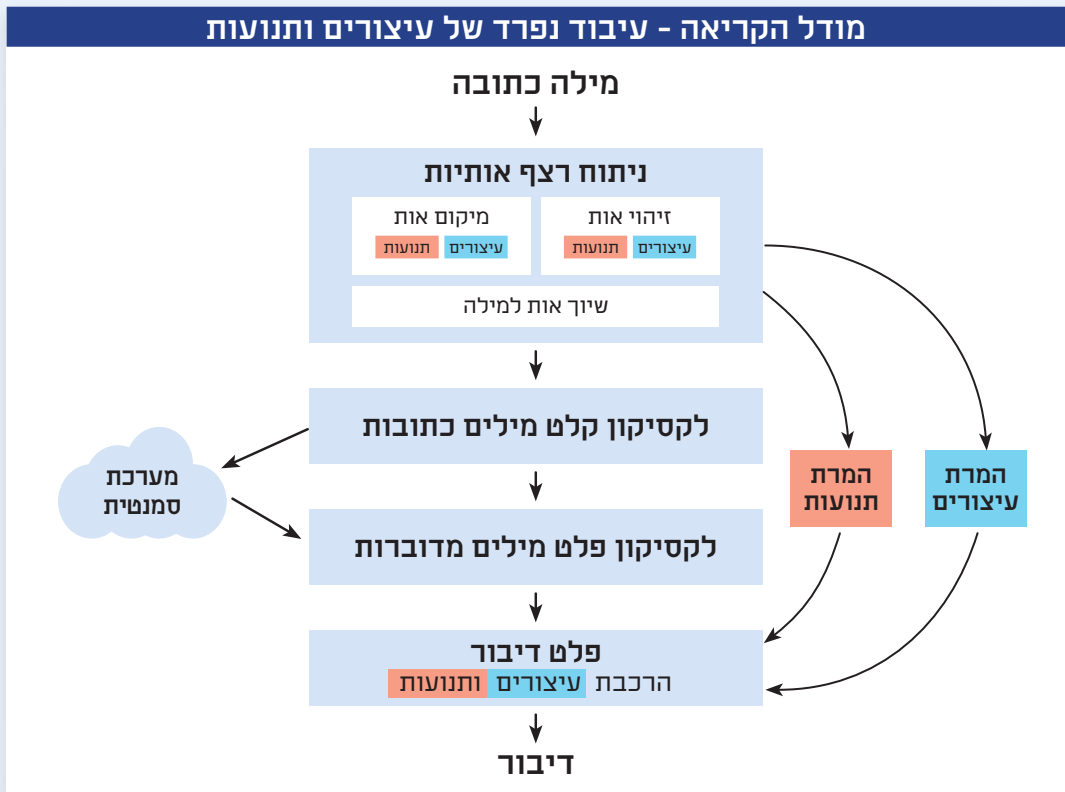 מודל הקריאה - עיבוד נפרד של עיצורים ותנועות
מילה כתובה
ניתוח רצף אותיות
זיהוי אות
עיצורים תנועות
מיקום אות
עיצורים תנועות
שיוך אות למילה
לקסיקון קלט מילים כתובות
המרת
עיצורים
המרת
תנועות
מערכת
סמנטית
לקסיקון פלט מילים מדוברות
פלט דיבור
הרכבת עיצורים ותנועות
דיבור